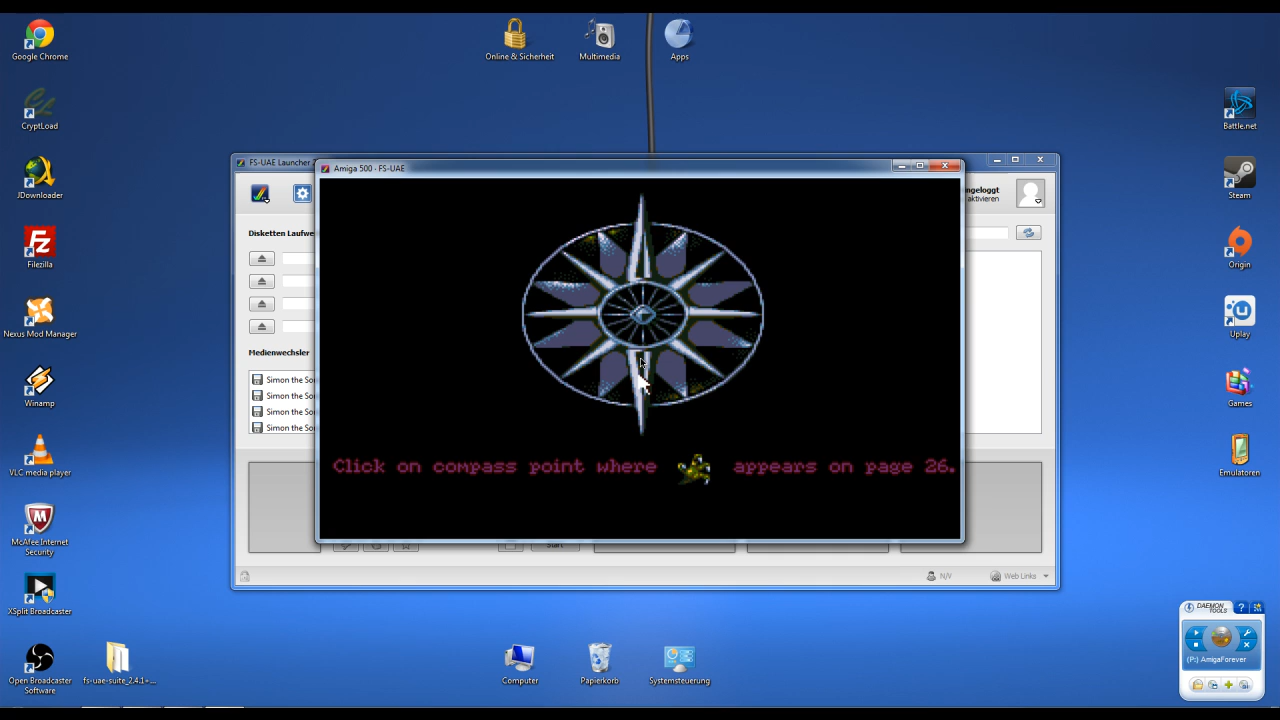 Google Chrome
Online & Sicherheit
Multimedia
Apps
CryptLoad
Battle.net
JDownloader
Steam
FS-UAE Launcher
Amiga 500 - FS-UAE
ngeloggt
aktivieren
Disketten Laufwe
Filezilla
Origin
Nexus Mod Manager
Uplay
Medienwechsler
Simon the So
Simon the So
Simon the So
Simon the So
Winamp
Games
Click on compass point where appears on page 26.
VLC media player
Emulatoren
McAfee Internet
Security
Start
N/V
Web Links
XSplit Broadcaster
DAEMON
TOOLS
(P:) AmigaForever
Open Broadcaster
Software
fs-uae-suite_2.4.1+...
Computer
Papierkorb
Systemsteuerung